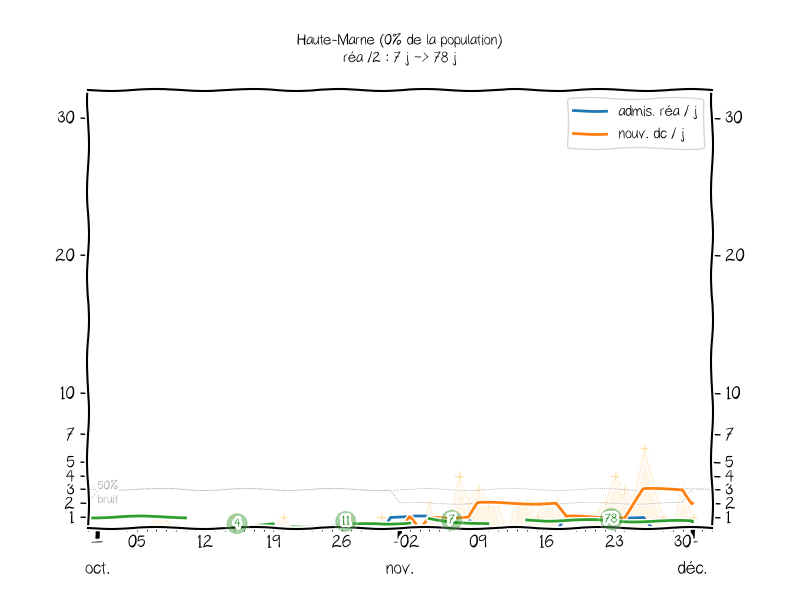 Haute-Marne (0% de la population)
réa /2 : 7 j -> 78 j
admis. réa / j
nouv. dc / j
30 30
20 20
10 10
7 7
5 5
4 4
3 3
2 2
1 1
50%
bruit
4 11 7 78
05 12 19 26 02 09 16 23 30
oct. nov. déc.